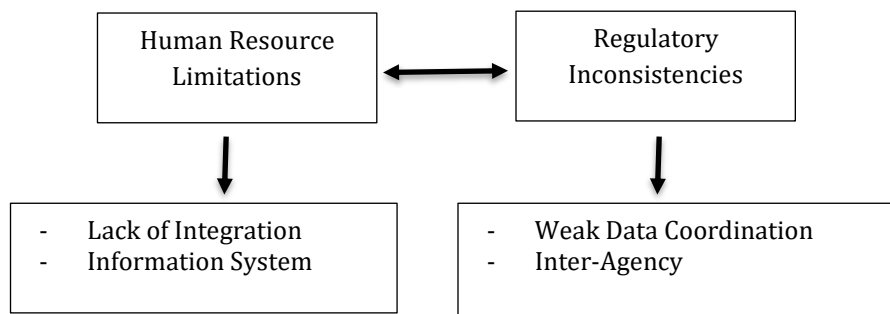 Human Resource
Limitations
Regulatory
Inconsistencies
- Lack of Integration
- Information System
- Weak Data Coordination
- Inter-Agency